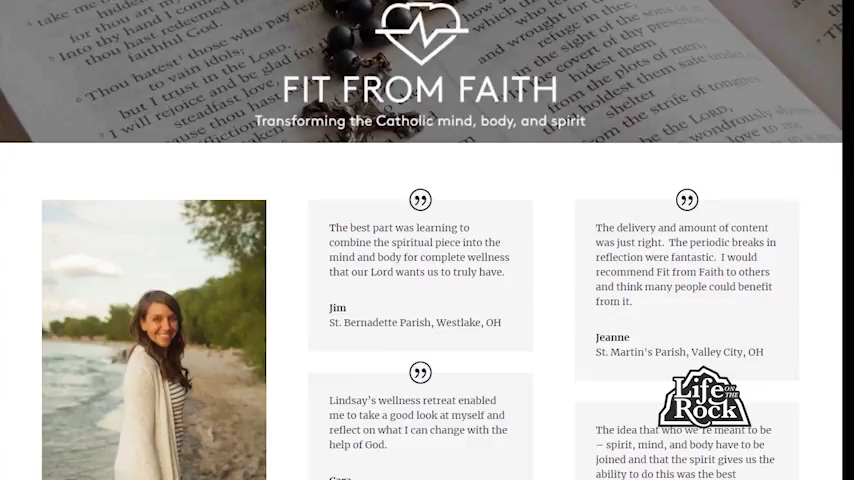 FIT FROM FAITH
Transforming the Catholic mind, body, and spirit
The best part was learning to
combine the spiritual piece into the
mind and body for complete wellness
that our Lord wants us to truly have.
Jim
St. Bernadette Parish, Westlake, OH
Lindsay's wellness retreat enabled
me to take a good look at myself and
reflect on what I can change with the
help of God.
The delivery and amount of content
was just right. The periodic breaks in
reflection were fantastic. I would
recommend Fit from Faith to others
and think many people could benefit
from it.
Jeanne
St. Martin's Parish, Valley City, OH
Life ON THE
Rock
The idea that who we're meant to be
– spirit, mind, and body have to be
joined and that the spirit gives us the
ability to do this was the best